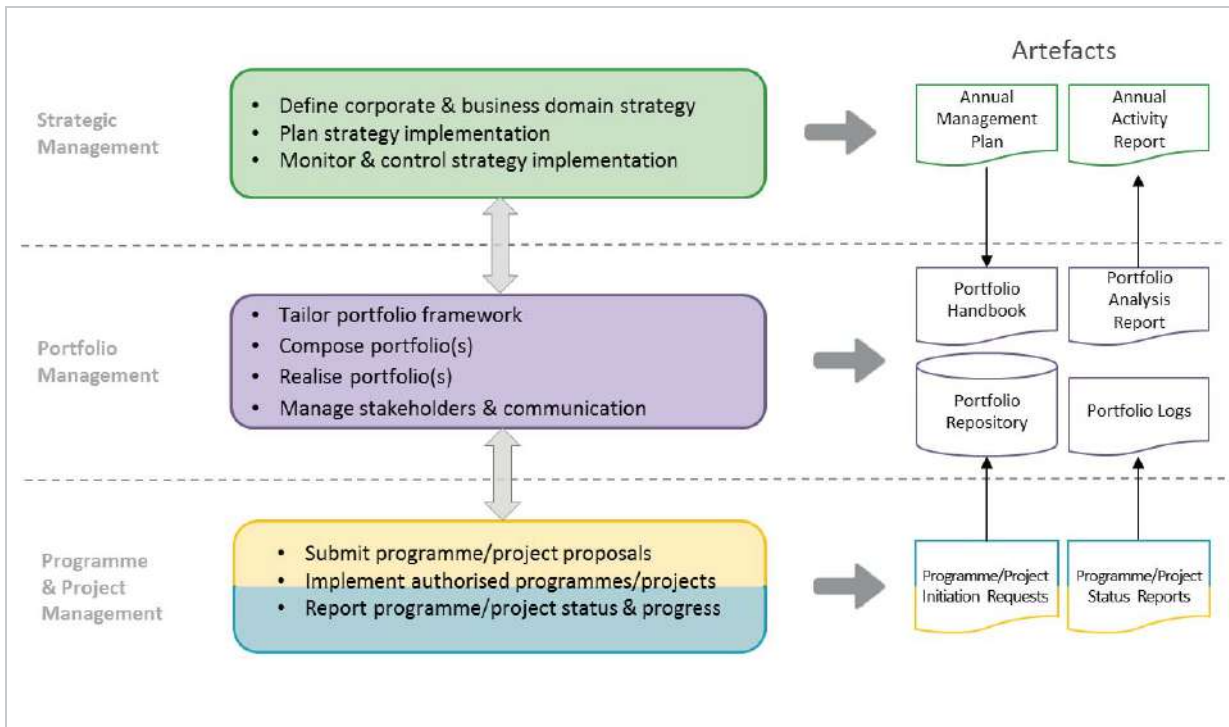 Artefacts
Strategic
Management
• Define corporate & business domain strategy
• Plan strategy implementation
• Monitor & control strategy implementation
Annual
Management
Plan
Annual
Activity
Report
Portfolio
Management
• Tailor portfolio framework
• Compose portfolio(s)
• Realise portfolio(s)
• Manage stakeholders & communication
Portfolio
Handbook
Portfolio
Analysis
Report
Portfolio
Repository
Portfolio Logs
Programme
& Project
Management
• Submit programme/project proposals
• Implement authorised programmes/projects
• Report programme/project status & progress
Programme/Project
Initiation Requests
Programme/Project
Status Reports